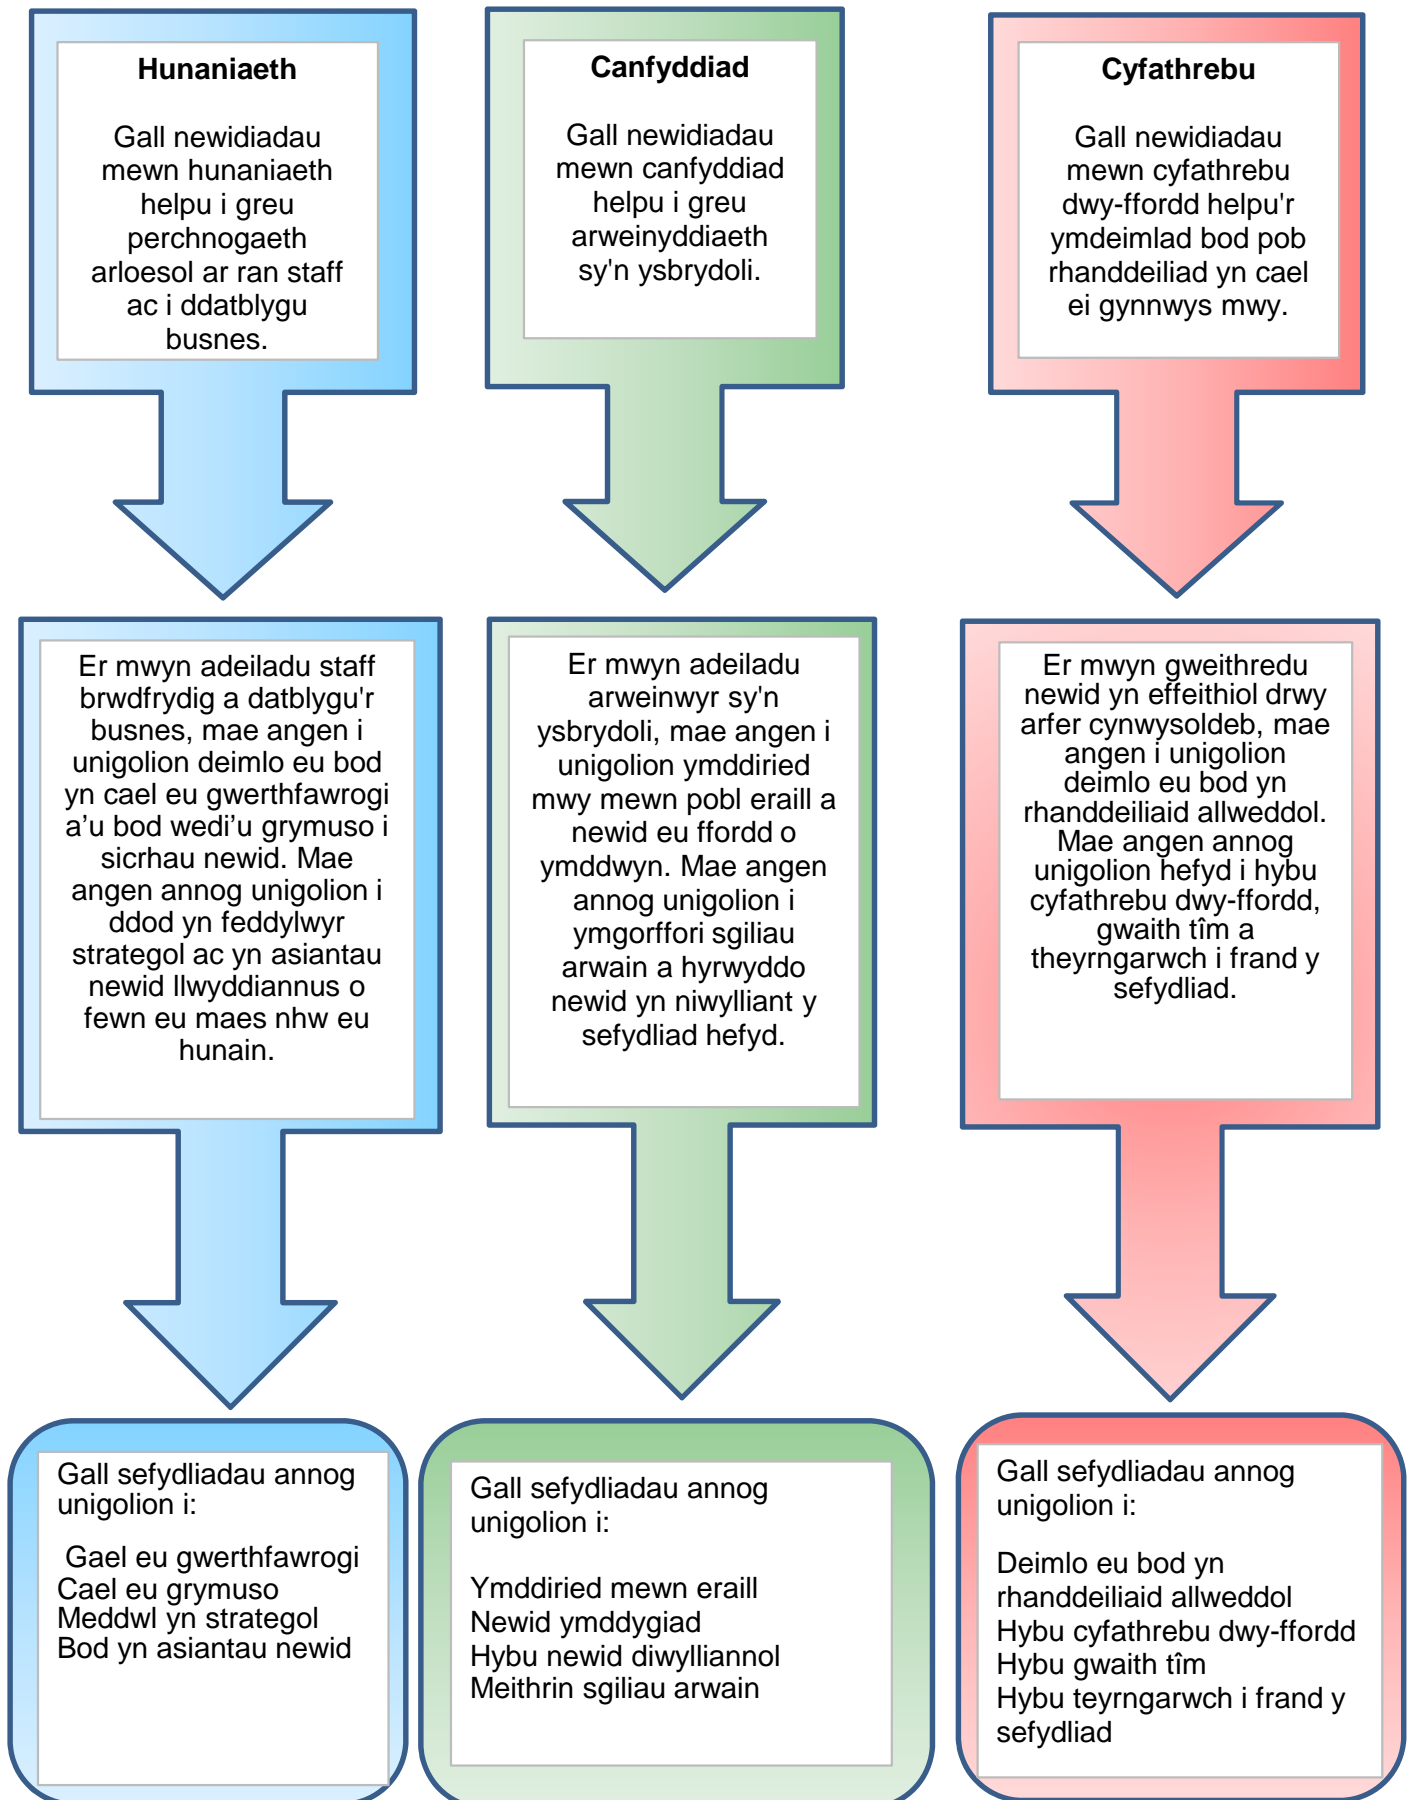 Hunaniaeth
Gall newidiadau
mewn hunaniaeth
helpu i greu
perchnogaeth
arloesol ar ran staff
ac i ddatblygu
busnes.
Canfyddiad
Gall newidiadau
mewn canfyddiad
helpu i greu
arweinyddiaeth
sy'n ysbrydoli.
Cyfathrebu
Gall newidiadau
mewn cyfathrebu
dwy-ffordd helpu'r
ymdeimlad bod pob
rhanddeiliad yn cael
ei gynnwys mwy.
Er mwyn adeiladu staff
brwdfrydig a datblygu'r
busnes, mae angen i
unigolion deimlo eu bod
yn cael eu gwerthfawrogi
a’u bod wedi’u grymuso i
sicrhau newid. Mae
angen annog unigolion i
ddod yn feddylwyr
strategol ac yn asiantau
newid llwyddiannus o
fewn eu maes nhw eu
hunain.
Er mwyn adeiladu
arweinwyr sy'n
ysbrydoli, mae angen i
unigolion ymddiried
mwy mewn pobl eraill a
newid eu ffordd o
ymddwyn. Mae angen
annog unigolion i
ymgorffori sgiliau
arwain a hyrwyddo
newid yn niwylliant y
sefydliad hefyd.
Er mwyn gweithredu
newid yn effeithiol drwy
arfer cynwysoldeb, mae
angen i unigolion
deimlo eu bod yn
rhanddeiliaid allweddol.
Mae angen annog
unigolion hefyd i hybu
cyfathrebu dwy-ffordd,
gwaith tîm a
theyrngarwch i frand y
sefydliad.
Gall sefydliadau annog
unigolion i:
Gael eu gwerthfawrogi
Cael eu grymuso
Meddwl yn strategol
Bod yn asiantau newid
Gall sefydliadau annog
unigolion i:
Ymddiried mewn eraill
Newid ymddygiad
Hybu newid diwylliannol
Meithrin sgiliau arwain
Gall sefydliadau annog
unigolion i:
Deimlo eu bod yn
rhanddeiliaid allweddol
Hybu cyfathrebu dwy-ffordd
Hybu gwaith tîm
Hybu teyrngarwch i frand y
sefydliad